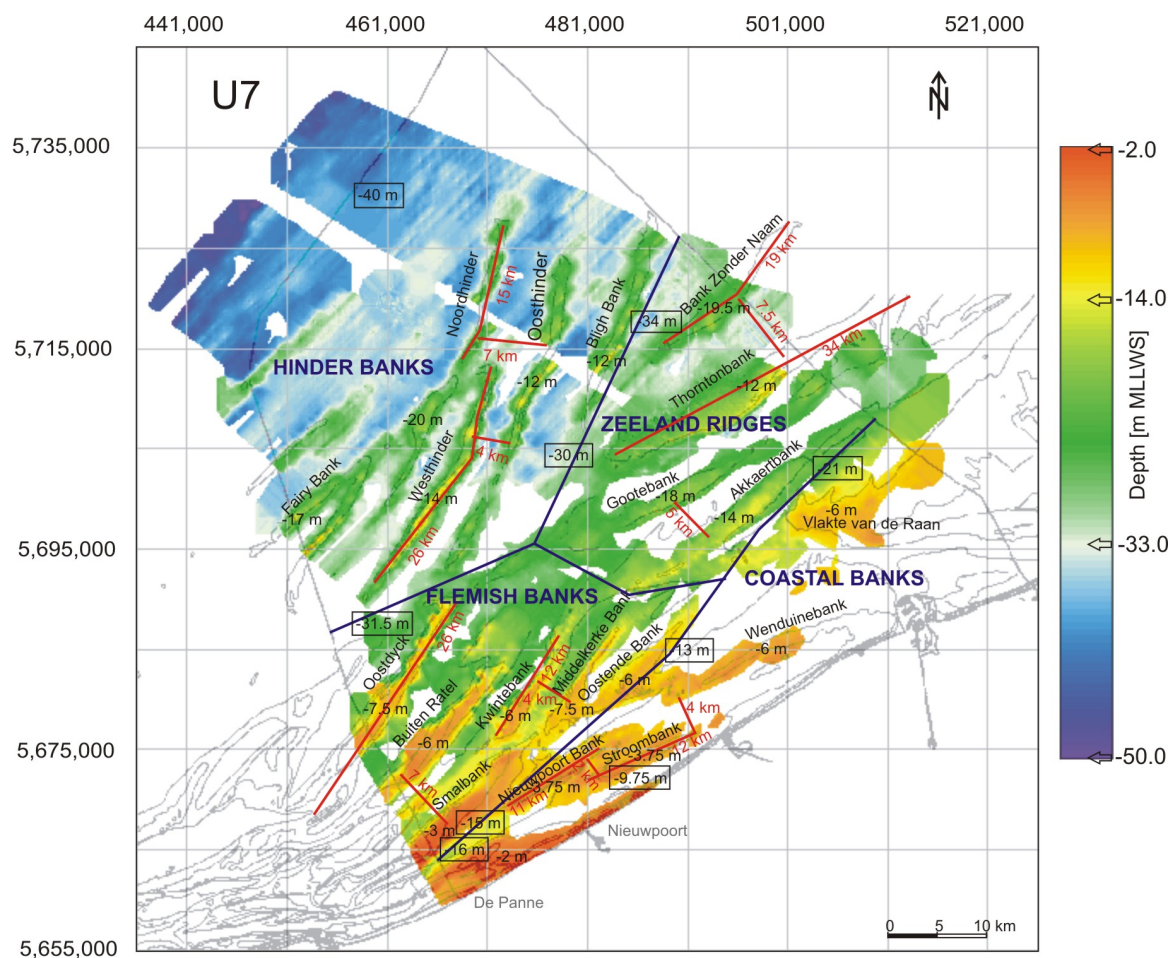 441,000
461,000
481,000
501,000
521,000
U7
N
5,735,000
5,715,000
5,695,000
5,675,000
5,655,000
-40 m
Noordhinder
15 km
Oosthinder
Bligh Bank
-34 m
Bank Zonder Naam
19 km
-19.5 m
7.5 km
34 km
HINDER BANKS
7 km
-12 m
-12 m
Thorntonbank
-12 m
-20 m
ZEELAND RIDGES
Westhinder
4 km
-30 m
Fairy Bank
-17 m
-14 m
26 km
Gootebank
-18 m
5 km
Akkaertbank
-14 m
-21 m
-6 m
Vlakte van de Raan
FLEMISH BANKS
COASTAL BANKS
-31.5 m
26 km
Oostdyck
-7.5 m
Buiten Ratel
-6 m
Kwintebank
-6 m
12 km
4 km
Middelkerke Bank
-7.5 m
Oostende Bank
-6 m
-13 m
Wenduinebank
-6 m
4 km
12 km
Stroombank
-3.75 m
-9.75 m
Nieuwpoort Bank
2 km
-3.75 m
11 km
7 km
Smalbank
-3 m
-15 m
-16 m
-2 m
Nieuwpoort
De Panne
0 5 10 km
-2.0
-14.0
-33.0
-50.0
Depth [m MLLWS]